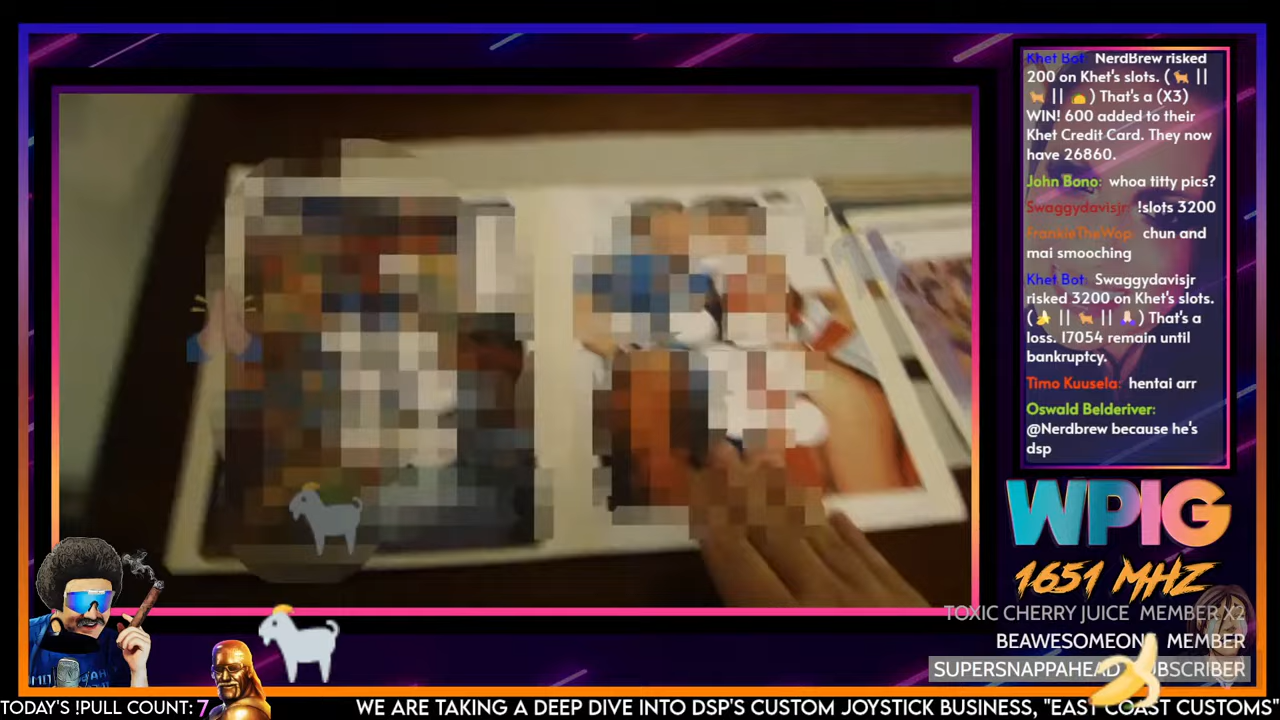 Khet Bot: NerdBrew risked
200 on Khet's slots. ( ||
|| ) That's a (X3)
WIN! 600 added to their
Khet Credit Card. They now
have 26860.
John Bono: whoa titty pics?
Swaggydavisjr: !slots 3200
FrankieTheWop: chun and
mai smooching
Khet Bot: Swaggydavisjr
risked 3200 on Khet's slots.
( || || ) That's a
loss. 17054 remain until
bankruptcy.
Timo Kuusela: hentai arr
Oswald Belderiver:
@Nerdbrew because he's
dsp
WPIG
1651 MHZ
TOXIC CHERRY JUICE MEMBER X2
BEAWESOMEONE MEMBER
SUPERSNAPPAHEAD SUBSCRIBER
TODAY'S !PULL COUNT: 7
WE ARE TAKING A DEEP DIVE INTO DSP'S CUSTOM JOYSTICK BUSINESS, "EAST COAST CUSTOMS"